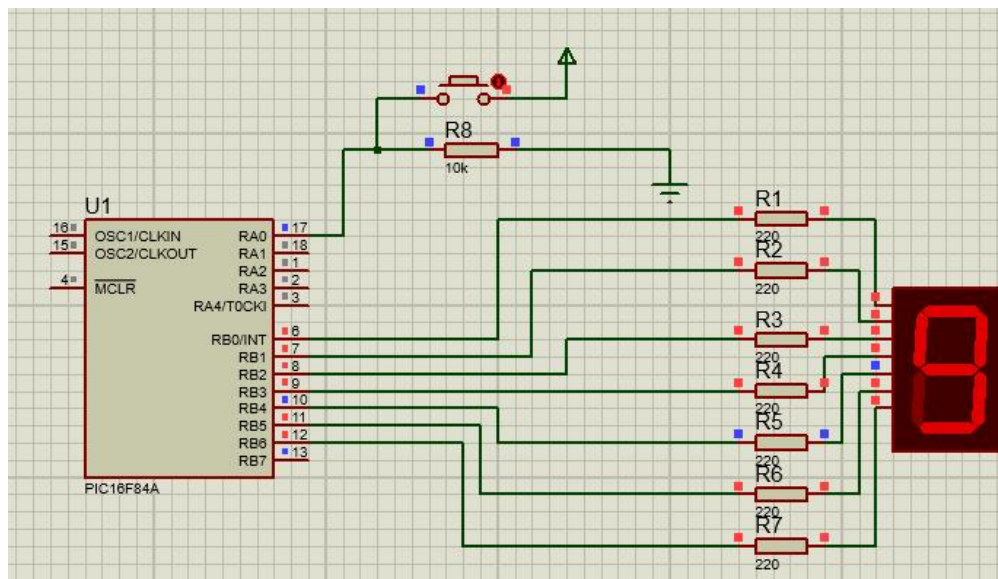 R8
10k
U1
16 OSC1/CLKIN RA0 17
15 OSC2/CLKOUT RA1 18
RA2 1
4 MCLR RA3 2
RA4/T0CKI 3
RB0/INT 6
RB1 7
RB2 8
RB3 9
RB4 10
RB5 11
RB6 12
RB7 13
PIC16F84A
R1
220
R2
220
R3
220
R4
220
R5
220
R6
220
R7
220
9